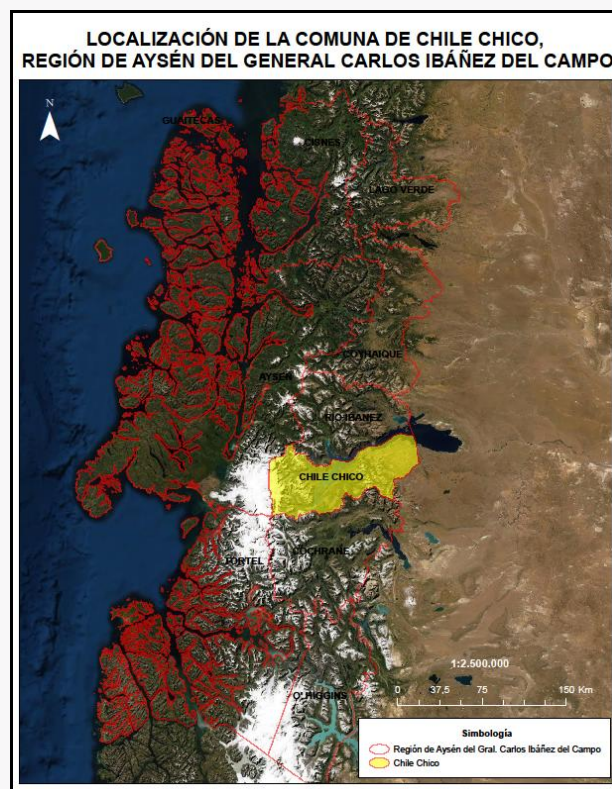 LOCALIZACIÓN DE LA COMUNA DE CHILE CHICO,
REGIÓN DE AYSÉN DEL GENERAL CARLOS IBÁÑEZ DEL CAMPO
N
GUAITECAS
CISNES
LAGO VERDE
COYHAIQUE
AYSÉN
RIO IBAÑEZ
CHILE CHICO
TORTEL
COCHRANE
O'HIGGINS
1:2.500.000
0 37,5 75 150 Km
Simbología
Región de Aysén del Gral. Carlos Ibáñez del Campo
Chile Chico